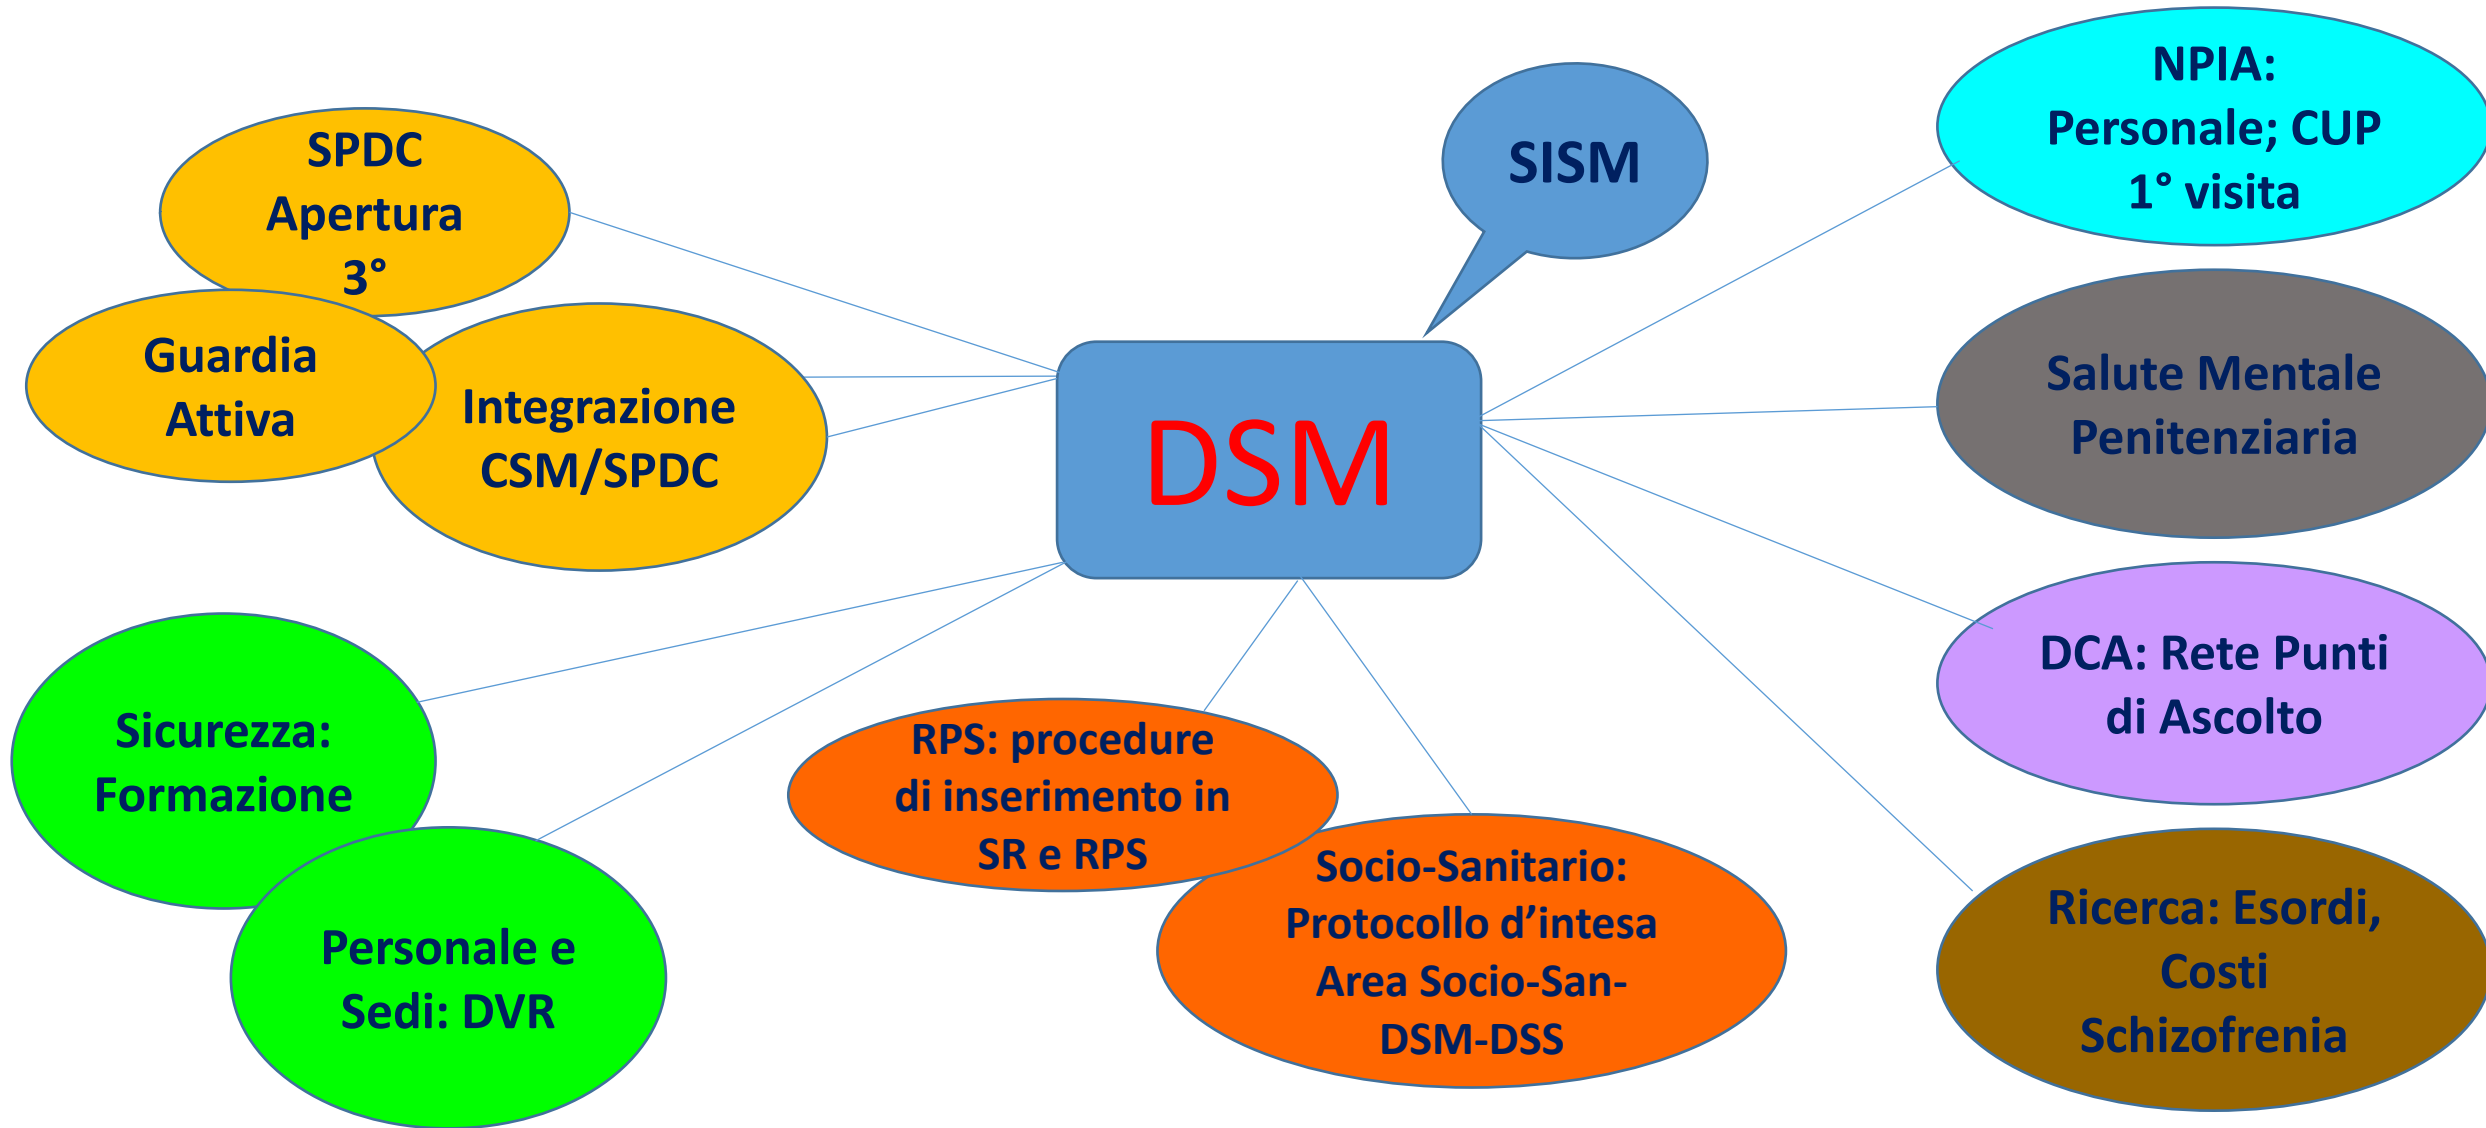 SPDC
Apertura
3°
Guardia
Attiva
Integrazione
CSM/SPDC
SISM
DSM
NPIA:
Personale; CUP
1° visita
Salute Mentale
Penitenziaria
DCA: Rete Punti
di Ascolto
Ricerca: Esordi,
Costi
Schizofrenia
Sicurezza:
Formazione
Personale e
Sedi: DVR
RPS: procedure
di inserimento in
SR e RPS
Socio-Sanitario:
Protocollo d’intesa
Area Socio-San-
DSM-DSS